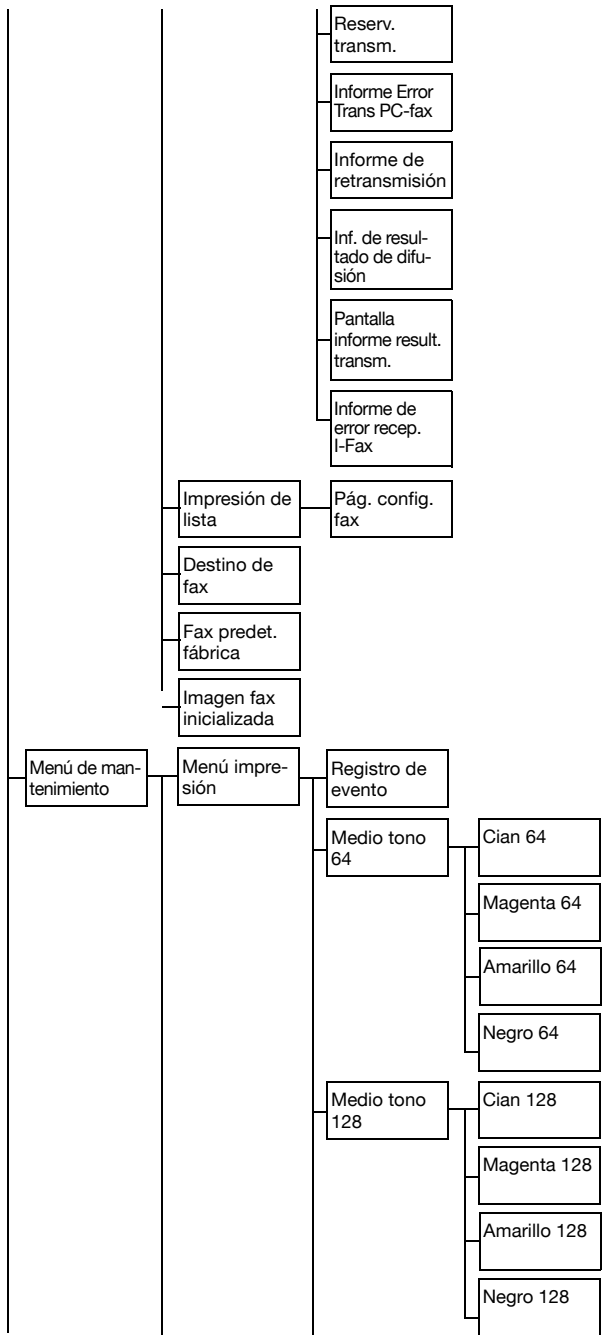 Reserv.
transm.
Informe Error
Trans PC-fax
Informe de
retransmisión
Inf. de resul-
tado de difu-
sión
Pantalla
informe result.
transm.
Informe de
error recep.
I-Fax
Impresión de
lista
Pág. config.
fax
Destino de
fax
Fax predet.
fábrica
Imagen fax
inicializada
Menú de man-
tenimiento
Menú impre-
sión
Registro de
evento
Medio tono
64
Cian 64
Magenta 64
Amarillo 64
Negro 64
Medio tono
128
Cian 128
Magenta 128
Amarillo 128
Negro 128